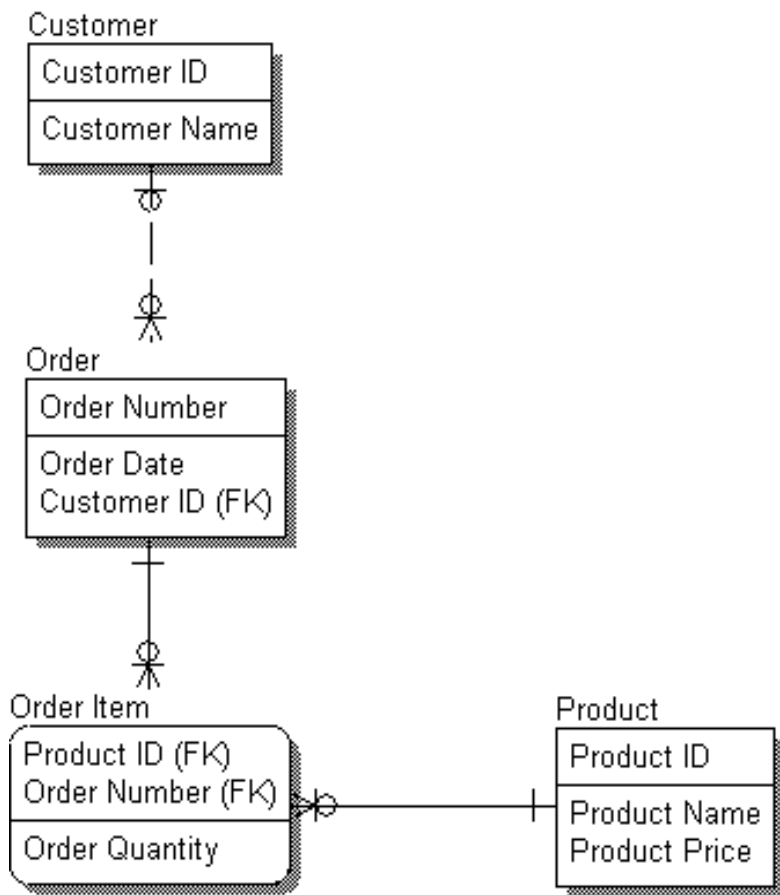 Customer
Customer ID
Customer Name
Order
Order Number
Order Date
Customer ID (FK)
Order Item
Product ID (FK)
Order Number (FK)
Order Quantity
Product
Product ID
Product Name
Product Price